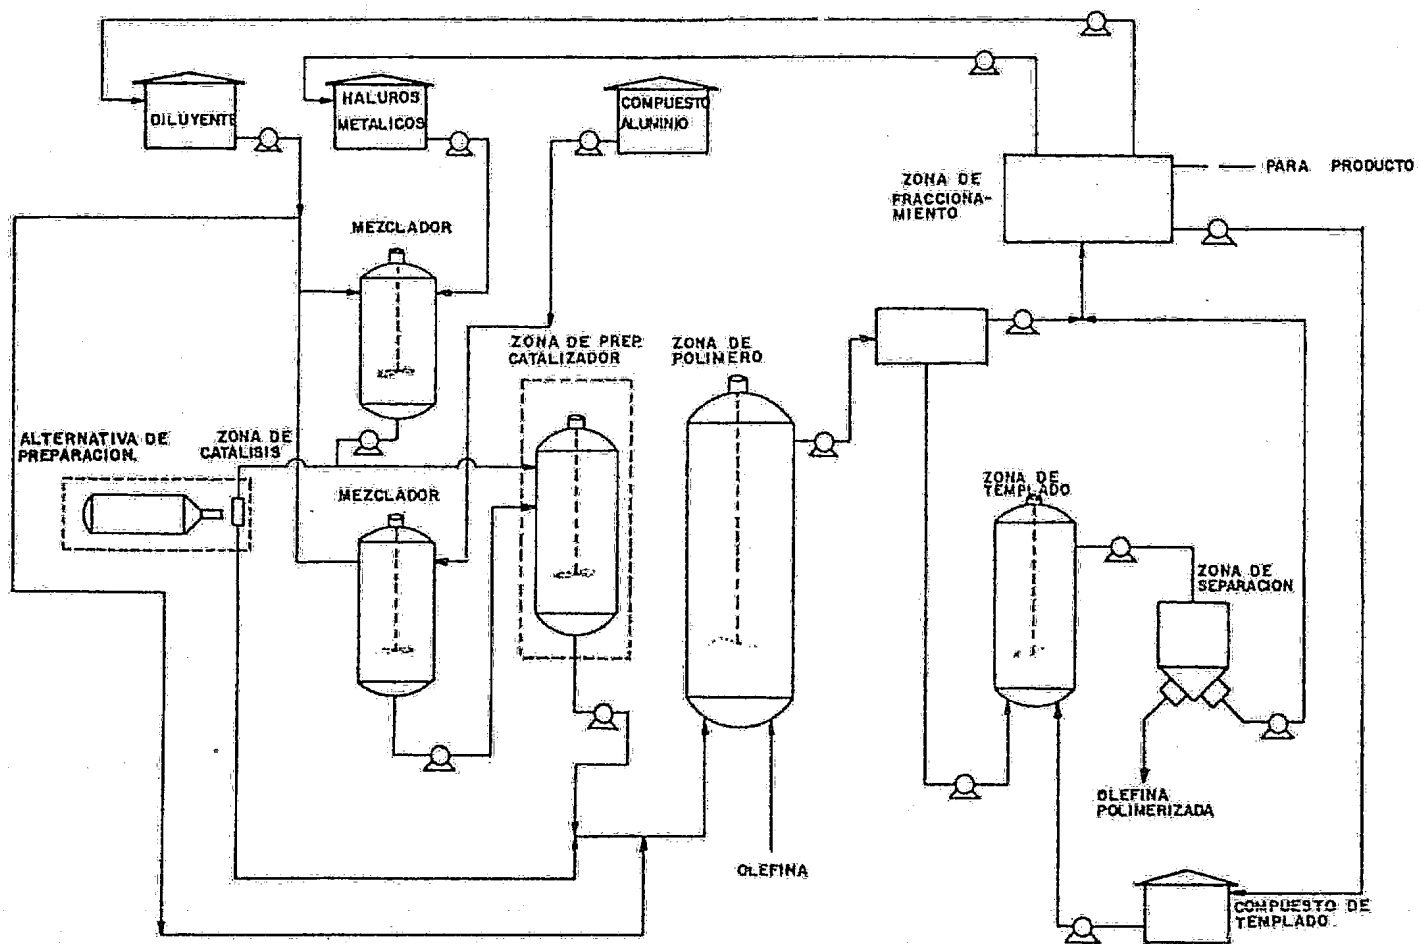 DILUYENTE
HALUROS
METALICOS
COMPUESTO
ALUMINIO
ZONA DE
FRACCIONA-
MIENTO
PARA PRODUCTO
MEZCLADOR
ZONA DE PREP.
CATALIZADOR
ZONA DE
POLIMERO
ALTERNATIVA DE
PREPARACION.
ZONA DE
CATALISIS
MEZCLADOR
ZONA DE
TEMPLADO
ZONA DE
SEPARACION
OLEFINA
POLIMERIZADA
OLEFINA
COMPUESTO DE
TEMPLADO